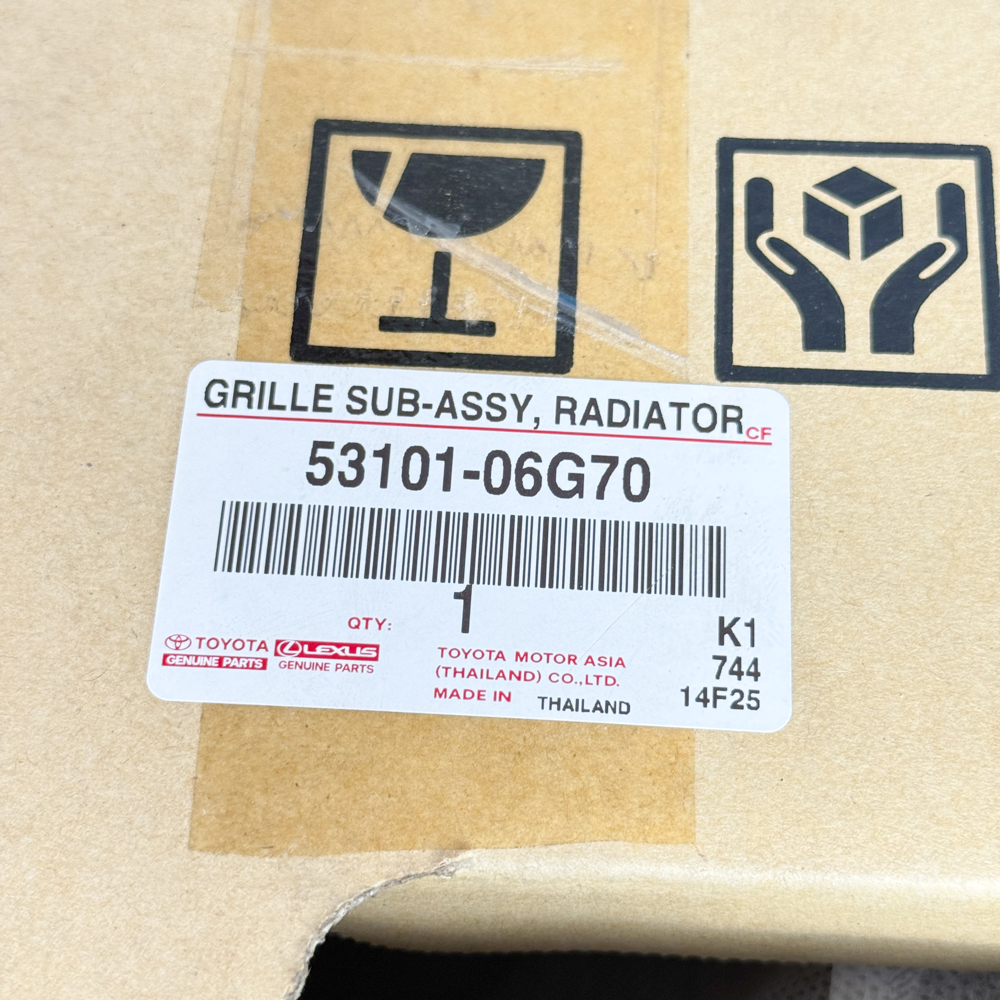 GRILLE SUB-ASSY, RADIATOR CF
53101-06G70
QTY: 1
K1
744
14F25
TOYOTA
GENUINE PARTS
LEXUS
GENUINE PARTS
TOYOTA MOTOR ASIA
(THAILAND) CO.,LTD.
MADE IN THAILAND